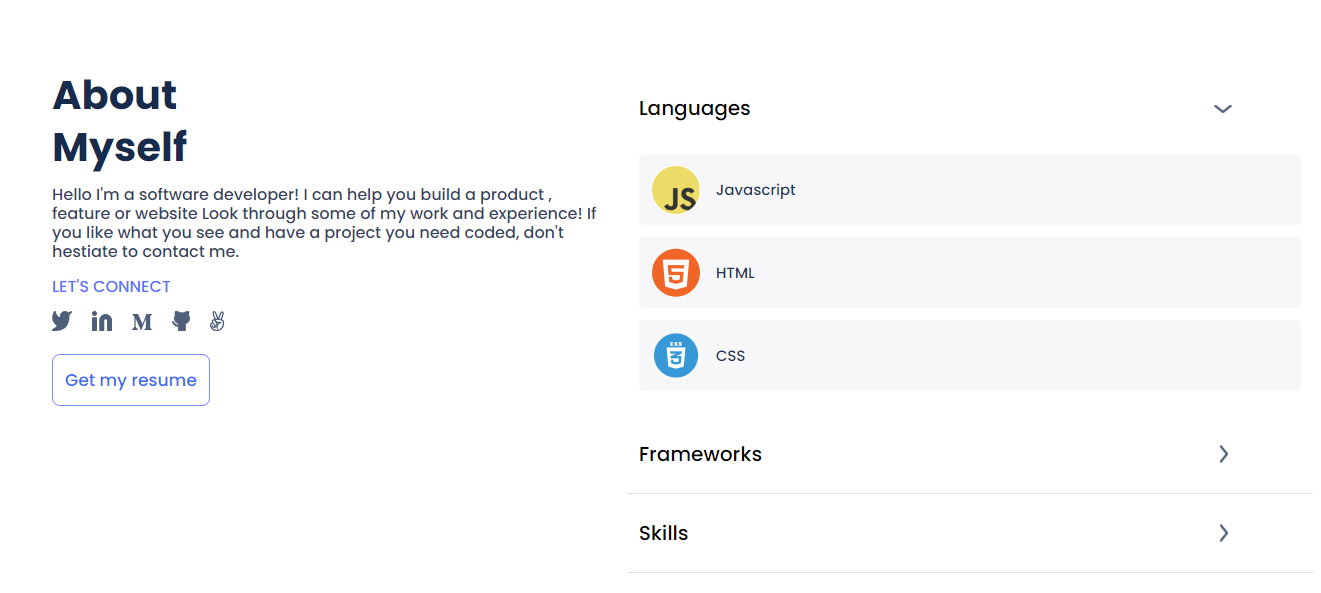 About
Myself
Hello I'm a software developer! I can help you build a product ,
feature or website Look through some of my work and experience! If
you like what you see and have a project you need coded, don't
hestiate to contact me.
LET'S CONNECT
Get my resume
Languages
JS
Javascript
HTML
CSS
Frameworks
Skills